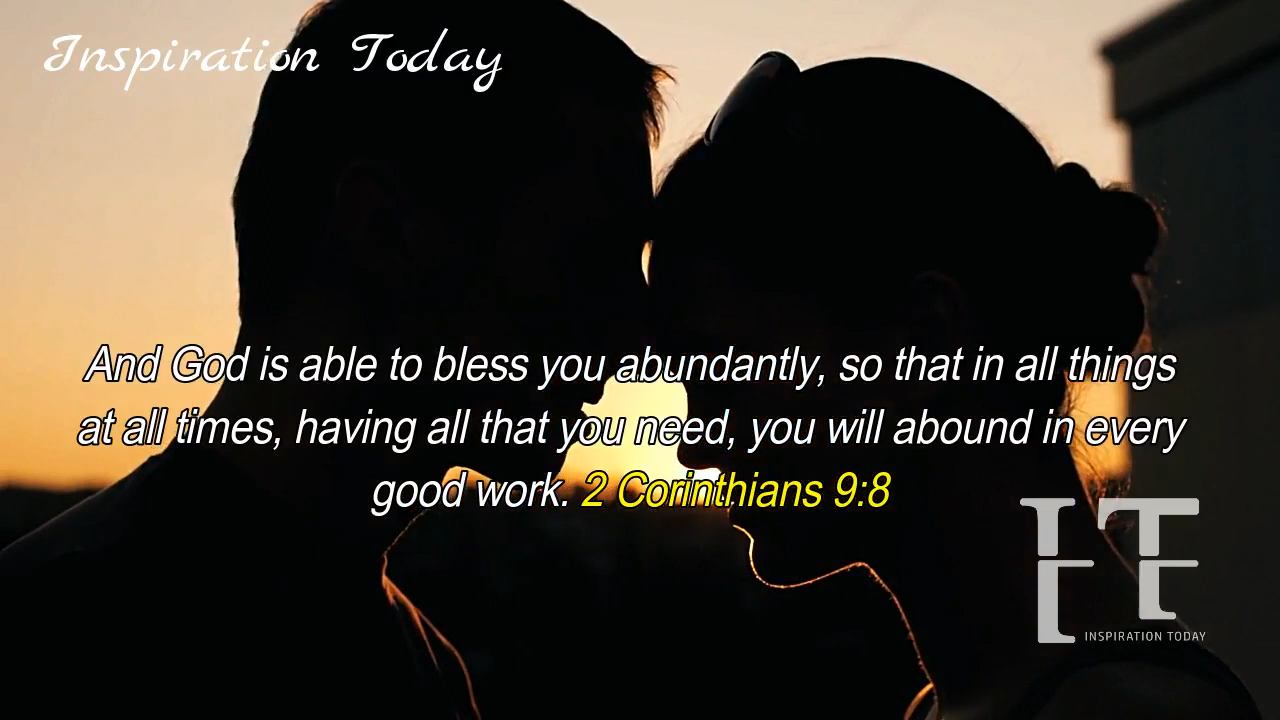 Inspiration Today
And God is able to bless you abundantly, so that in all things
at all times, having all that you need, you will abound in every
good work. 2 Corinthians 9:8
IT
INSPIRATION TODAY